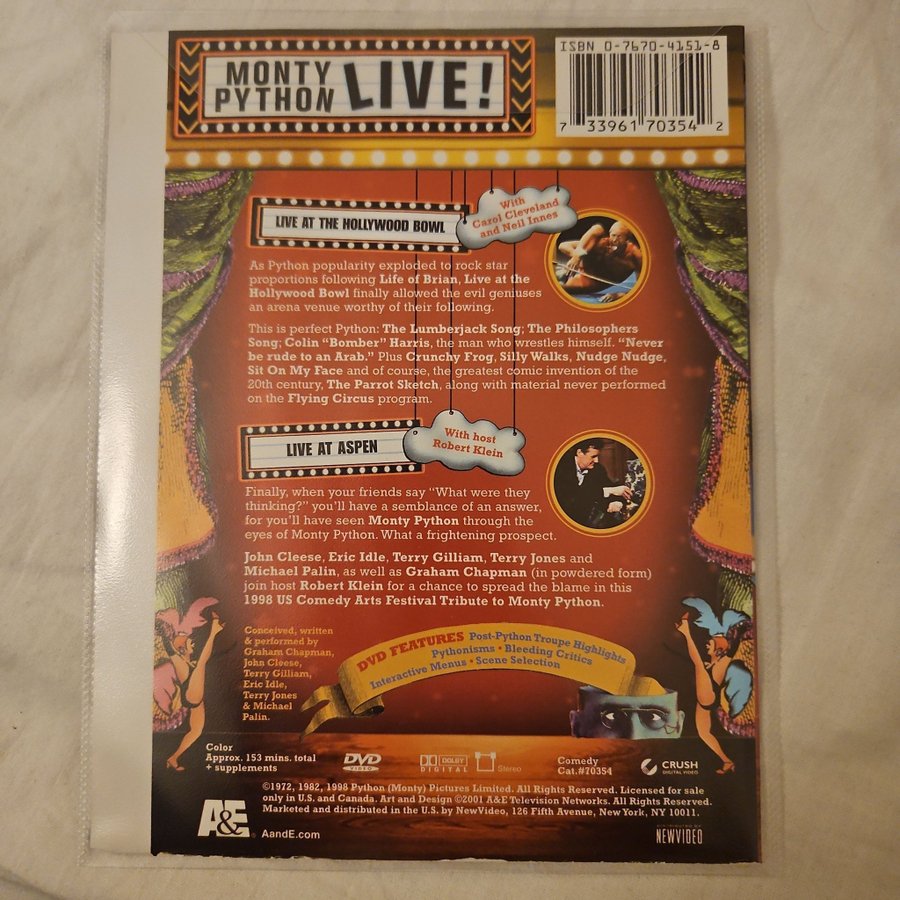 MONTY
PYTHON LIVE!
ISBN 0-7670-4151-8
7 33961 70354 2
LIVE AT THE HOLLYWOOD BOWL
With
Carol Cleveland
and Neil Innes
As Python popularity exploded to rock star
proportions following Life of Brian, Live at the
Hollywood Bowl finally allowed the evil geniuses
an arena venue worthy of their following.
This is perfect Python: The Lumberjack Song; The Philosophers
Song; Colin “Bomber” Harris, the man who wrestles himself. “Never
be rude to an Arab.” Plus Crunchy Frog, Silly Walks, Nudge Nudge,
Sit On My Face and of course, the greatest comic invention of the
20th century, The Parrot Sketch, along with material never performed
on the Flying Circus program.
LIVE AT ASPEN
With host
Robert Klein
Finally, when your friends say “What were they
thinking?” you’ll have a semblance of an answer,
for you’ll have seen Monty Python through the
eyes of Monty Python. What a frightening prospect.
John Cleese, Eric Idle, Terry Gilliam, Terry Jones and
Michael Palin, as well as Graham Chapman (in powdered form)
join host Robert Klein for a chance to spread the blame in this
1998 US Comedy Arts Festival Tribute to Monty Python.
Conceived, written
& performed by
Graham Chapman,
John Cleese,
Terry Gilliam,
Eric Idle,
Terry Jones
& Michael
Palin.
DVD FEATURES Post-Python Troupe Highlights
Pythonisms • Bleeding Critics
Interactive Menus • Scene Selection
Color
Approx. 153 mins. total
+ supplements
DVD
VIDEO
DOLBY
DIGITAL
Stereo
Comedy
Cat.#70354
CRUSH
DIGITAL VIDEO
©1972, 1982, 1998 Python (Monty) Pictures Limited. All Rights Reserved. Licensed for sale
only in U.S. and Canada. Art and Design ©2001 A&E Television Networks. All Rights Reserved.
Marketed and distributed in the U.S. by NewVideo, 126 Fifth Avenue, New York, NY 10011.
A&E
AandE.com
DISTRIBUTED BY
NEWVIDEO